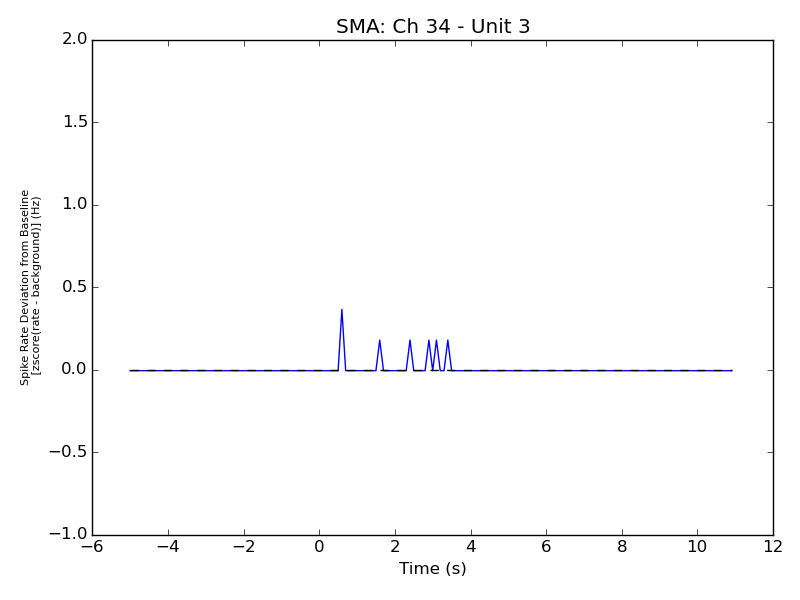 SMA: Ch 34 - Unit 3
2.0
1.5
1.0
0.5
0.0
−0.5
−1.0
Spike Rate Deviation from Baseline
[zscore(rate - background)] (Hz)
−6 −4 −2 0 2 4 6 8 10 12
Time (s)